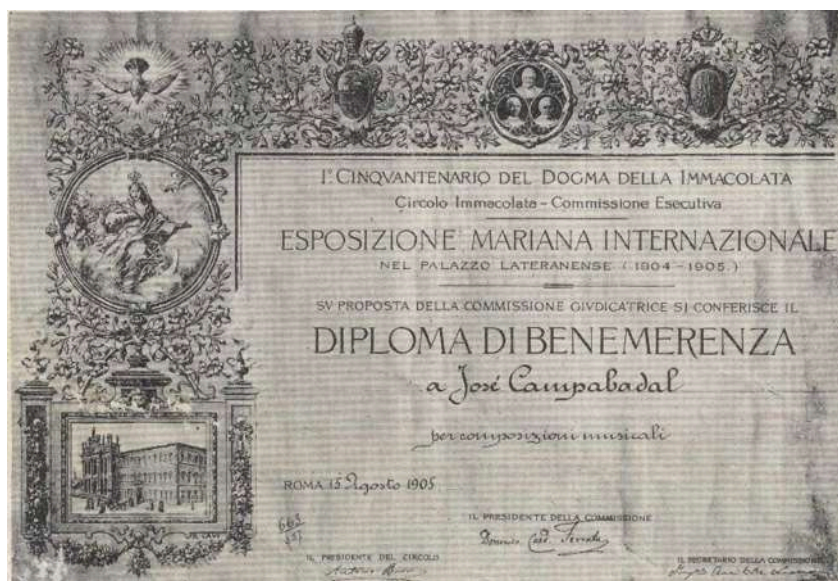 Iº CINQVANTENARIO DEL DOGMA DELLA IMMACOLATA
Circolo Immacolata - Commissione Esecutiva
ESPOSIZIONE MARIANA INTERNAZIONALE
NEL PALAZZO LATERANENSE (1904-1905.)
SV PROPOSTA DELLA COMMISSIONE GIVDICATRICE SI CONFERISCE IL
DIPLOMA DI BENEMERENZA
a José Campabadal
per composizioni musicali
ROMA 15 Agosto 1905
IL PRESIDENTE DELLA COMMISSIONE
Card.
IL PRESIDENTE DEL CIRCOLO
IL SEGRETARIO DELLA COMMISSIONE